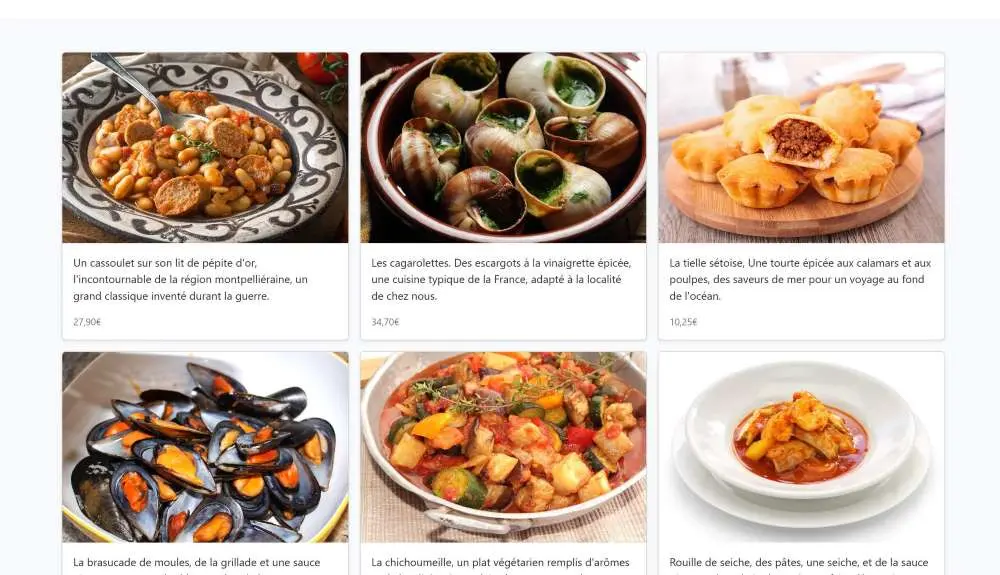 Un cassoulet sur son lit de pépite d'or,
l'incontournable de la région montpelliéraine, un
grand classique inventé durant la guerre.
27,90€
Les cagarolettes. Des escargots à la vinaigrette épicée,
une cuisine typique de la France, adapté à la localité
de chez nous.
34,70€
La tielle sétoise, Une tourte épicée aux calamars et aux
poulpes, des saveurs de mer pour un voyage au fond
de l'océan.
10,25€
La brasucade de moules, de la grillade et une sauce
La chichoumeille, un plat végétarien remplis d'arômes
Rouille de seiche, des pâtes, une seiche, et de la sauce